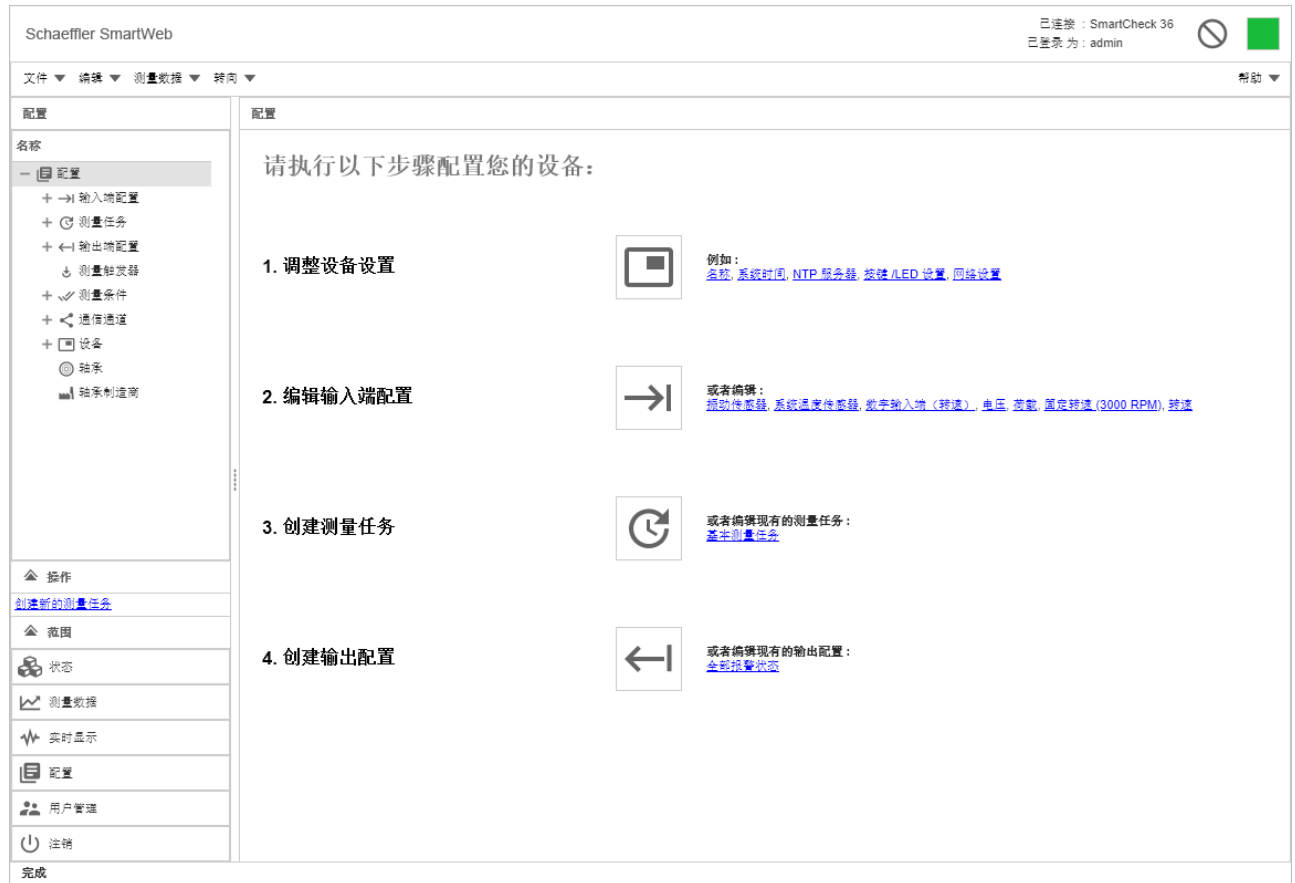 Schaeffler SmartWeb
已连接 : SmartCheck 36
已登录 为 : admin
文件 编辑 测量数据 转向 帮助
配置
配置
名称
配置
输入端配置
测量任务
输出端配置
测量触发器
测量条件
通信通道
设备
轴承
轴承制造商
操作
创建新的测量任务
范围
状态
测量数据
实时显示
配置
用户管理
注销
请执行以下步骤配置您的设备:
1. 调整设备设置
例如 :
名称, 系统时间, NTP 服务器, 按键 /LED 设置, 网络设置
2. 编辑输入端配置
或者编辑 :
振动传感器, 系统温度传感器, 数字输入端（转速）, 电压, 荷载, 固定转速 (3000 RPM), 转速
3. 创建测量任务
或者编辑现有的测量任务 :
基本测量任务
4. 创建输出配置
或者编辑现有的输出配置 :
全部报警状态
完成